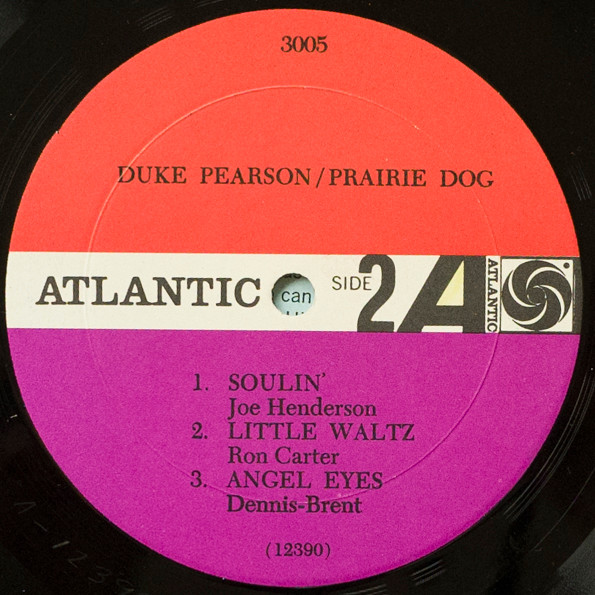 3005
DUKE PEARSON/PRAIRIE DOG
ATLANTIC can SIDE 2 A ATLANTIC
1. SOULIN'
Joe Henderson
2. LITTLE WALTZ
Ron Carter
3. ANGEL EYES
Dennis-Brent
(12390)